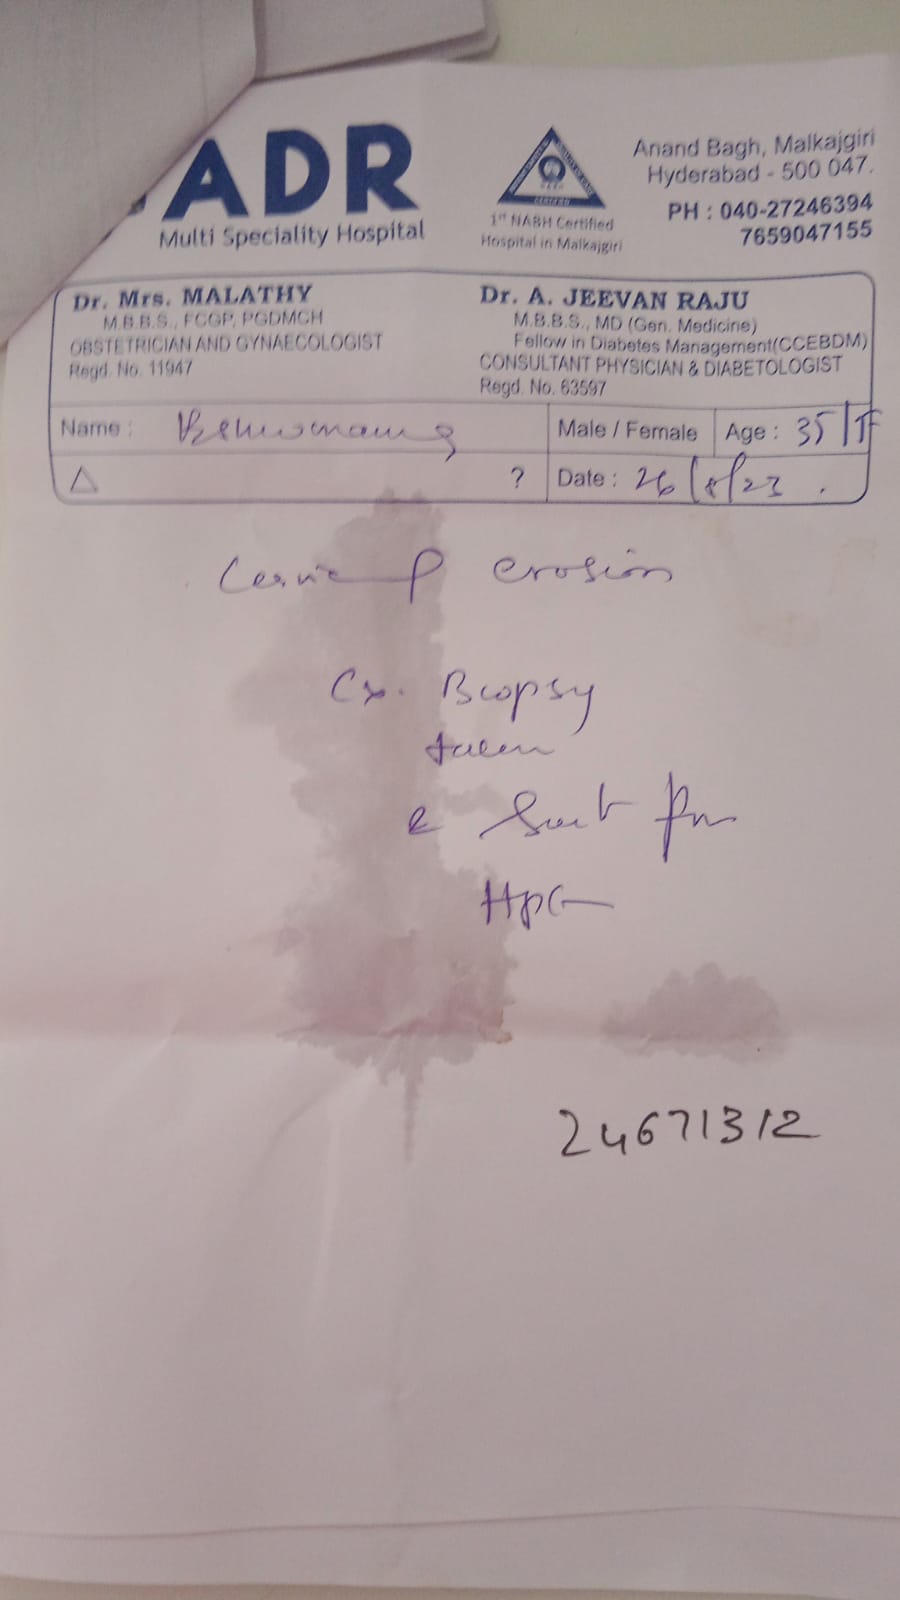 ADR
Multi Speciality Hospital
CERTIFIED
1st NABH Certified
Hospital in Malkajgiri
Anand Bagh, Malkajgiri
Hyderabad - 500 047.
PH : 040-27246394
7659047155
Dr. Mrs. MALATHY
M.B.B.S., FCGP, PGDMCH
OBSTETRICIAN AND GYNAECOLOGIST
Regd. No. 11947
Dr. A. JEEVAN RAJU
M.B.B.S., MD (Gen. Medicine)
Fellow in Diabetes Management(CCEBDM)
CONSULTANT PHYSICIAN & DIABETOLOGIST
Regd. No. 63597
Name :
Male / Female
Age : 35/F
△ ?
Date : 26/8/23
erosion
Cx. Biopsy
taken
& Sent for
24671312